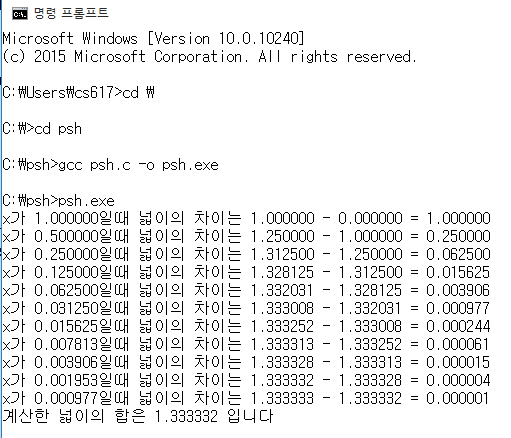 명령 프롬프트
Microsoft Windows [Version 10.0.10240]
(c) 2015 Microsoft Corporation. All rights reserved.
C:₩Users₩cs617>cd ₩
C:₩>cd psh
C:₩psh>gcc psh.c -o psh.exe
C:₩psh>psh.exe
x가 1.000000일때 넓이의 차이는 1.000000 - 0.000000 = 1.000000
x가 0.500000일때 넓이의 차이는 1.250000 - 1.000000 = 0.250000
x가 0.250000일때 넓이의 차이는 1.312500 - 1.250000 = 0.062500
x가 0.125000일때 넓이의 차이는 1.328125 - 1.312500 = 0.015625
x가 0.062500일때 넓이의 차이는 1.332031 - 1.328125 = 0.003906
x가 0.031250일때 넓이의 차이는 1.333008 - 1.332031 = 0.000977
x가 0.015625일때 넓이의 차이는 1.333252 - 1.333008 = 0.000244
x가 0.007813일때 넓이의 차이는 1.333313 - 1.333252 = 0.000061
x가 0.003906일때 넓이의 차이는 1.333328 - 1.333313 = 0.000015
x가 0.001953일때 넓이의 차이는 1.333332 - 1.333328 = 0.000004
x가 0.000977일때 넓이의 차이는 1.333333 - 1.333332 = 0.000001
계산한 넓이의 합은 1.333332 입니다